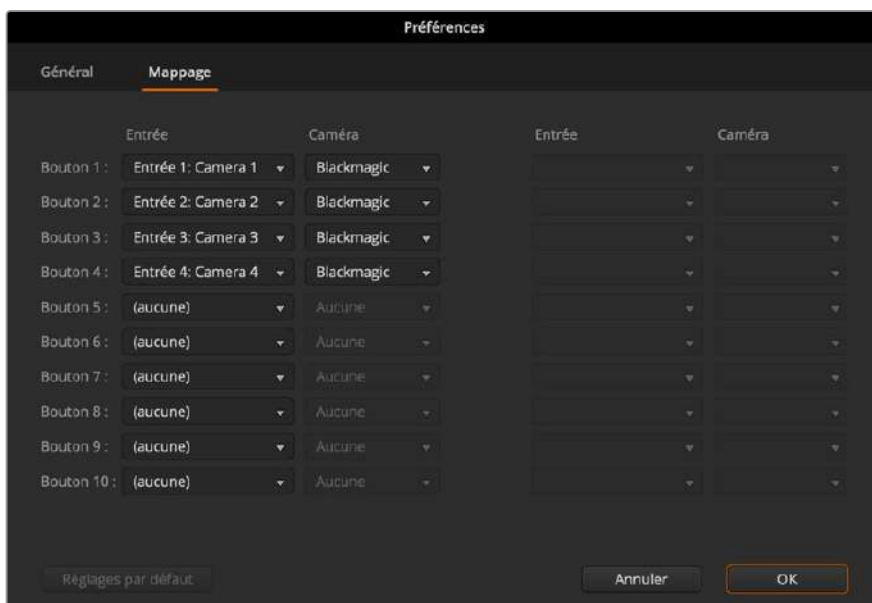 Préférences
Général Mappage
Entrée Caméra Entrée Caméra
Bouton 1 : Entrée 1: Camera 1 Blackmagic
Bouton 2 : Entrée 2: Camera 2 Blackmagic
Bouton 3 : Entrée 3: Camera 3 Blackmagic
Bouton 4 : Entrée 4: Camera 4 Blackmagic
Bouton 5 : (aucune) Aucune
Bouton 6 : (aucune) Aucune
Bouton 7 : (aucune) Aucune
Bouton 8 : (aucune) Aucune
Bouton 9 : (aucune) Aucune
Bouton 10 : (aucune) Aucune
Réglages par défaut Annuler OK